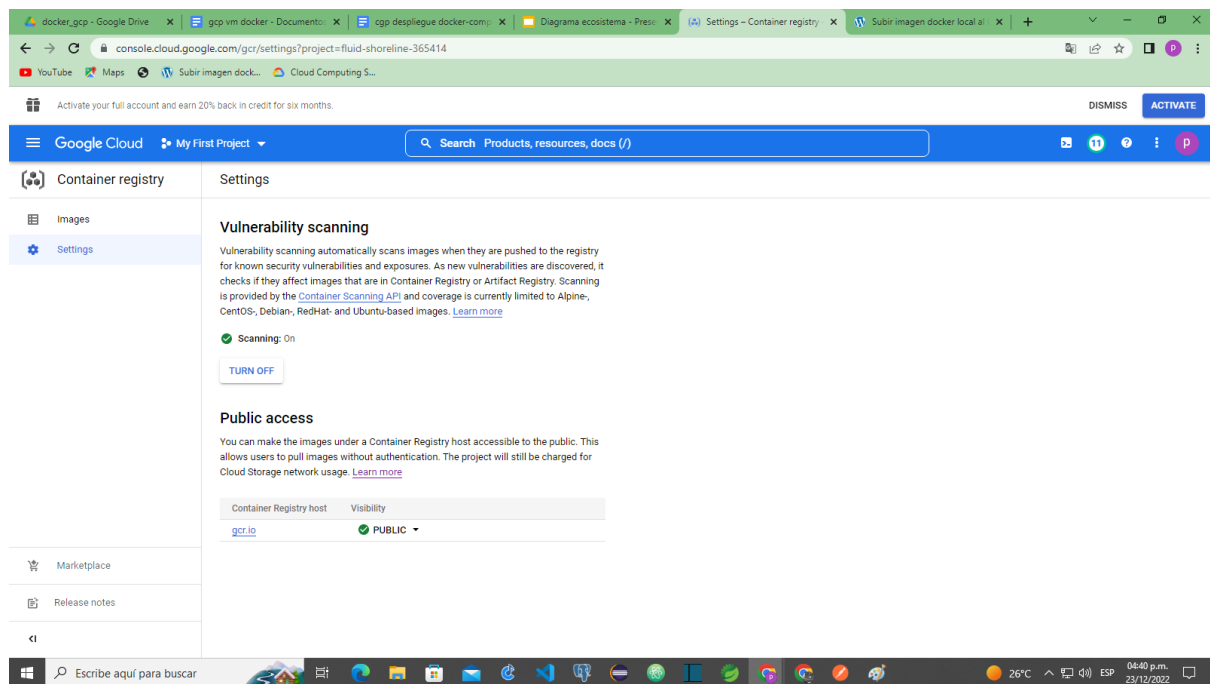 docker_gcp - Google Drive
gcp vm docker - Documento
cgp despliegue docker-comp
Diagrama ecosistema - Prese
Settings – Container registry
Subir imagen docker local al
console.cloud.google.com/gcr/settings?project=fluid-shoreline-365414
P
YouTube
Maps
Subir imagen dock...
Cloud Computing S...
Activate your full account and earn 20% back in credit for six months.
DISMISS
ACTIVATE
Google Cloud
My First Project
Search Products, resources, docs (/)
11
P
Container registry
Settings
Images
Settings
Vulnerability scanning
Vulnerability scanning automatically scans images when they are pushed to the registry
for known security vulnerabilities and exposures. As new vulnerabilities are discovered, it
checks if they affect images that are in Container Registry or Artifact Registry. Scanning
is provided by the Container Scanning API and coverage is currently limited to Alpine-,
CentOS-, Debian-, RedHat- and Ubuntu-based images. Learn more
Scanning: On
TURN OFF
Public access
You can make the images under a Container Registry host accessible to the public. This
allows users to pull images without authentication. The project will still be charged for
Cloud Storage network usage. Learn more
Container Registry host Visibility
gcr.io PUBLIC
Marketplace
Release notes
Escribe aquí para buscar
26°C
ESP
04:40 p.m.
23/12/2022